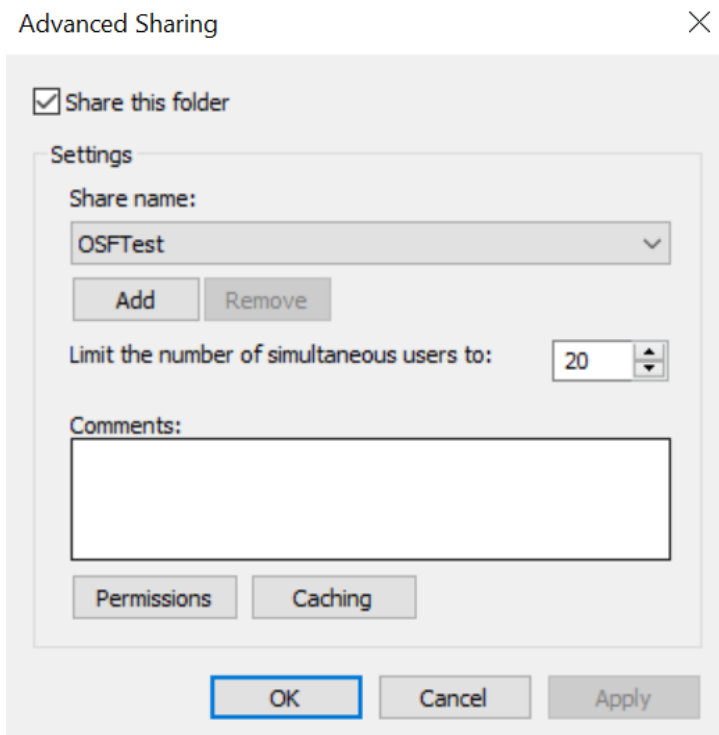 Advanced Sharing
Share this folder
Settings
Share name:
OSFTest
Add Remove
Limit the number of simultaneous users to: 20
Comments:
Permissions Caching
OK Cancel Apply